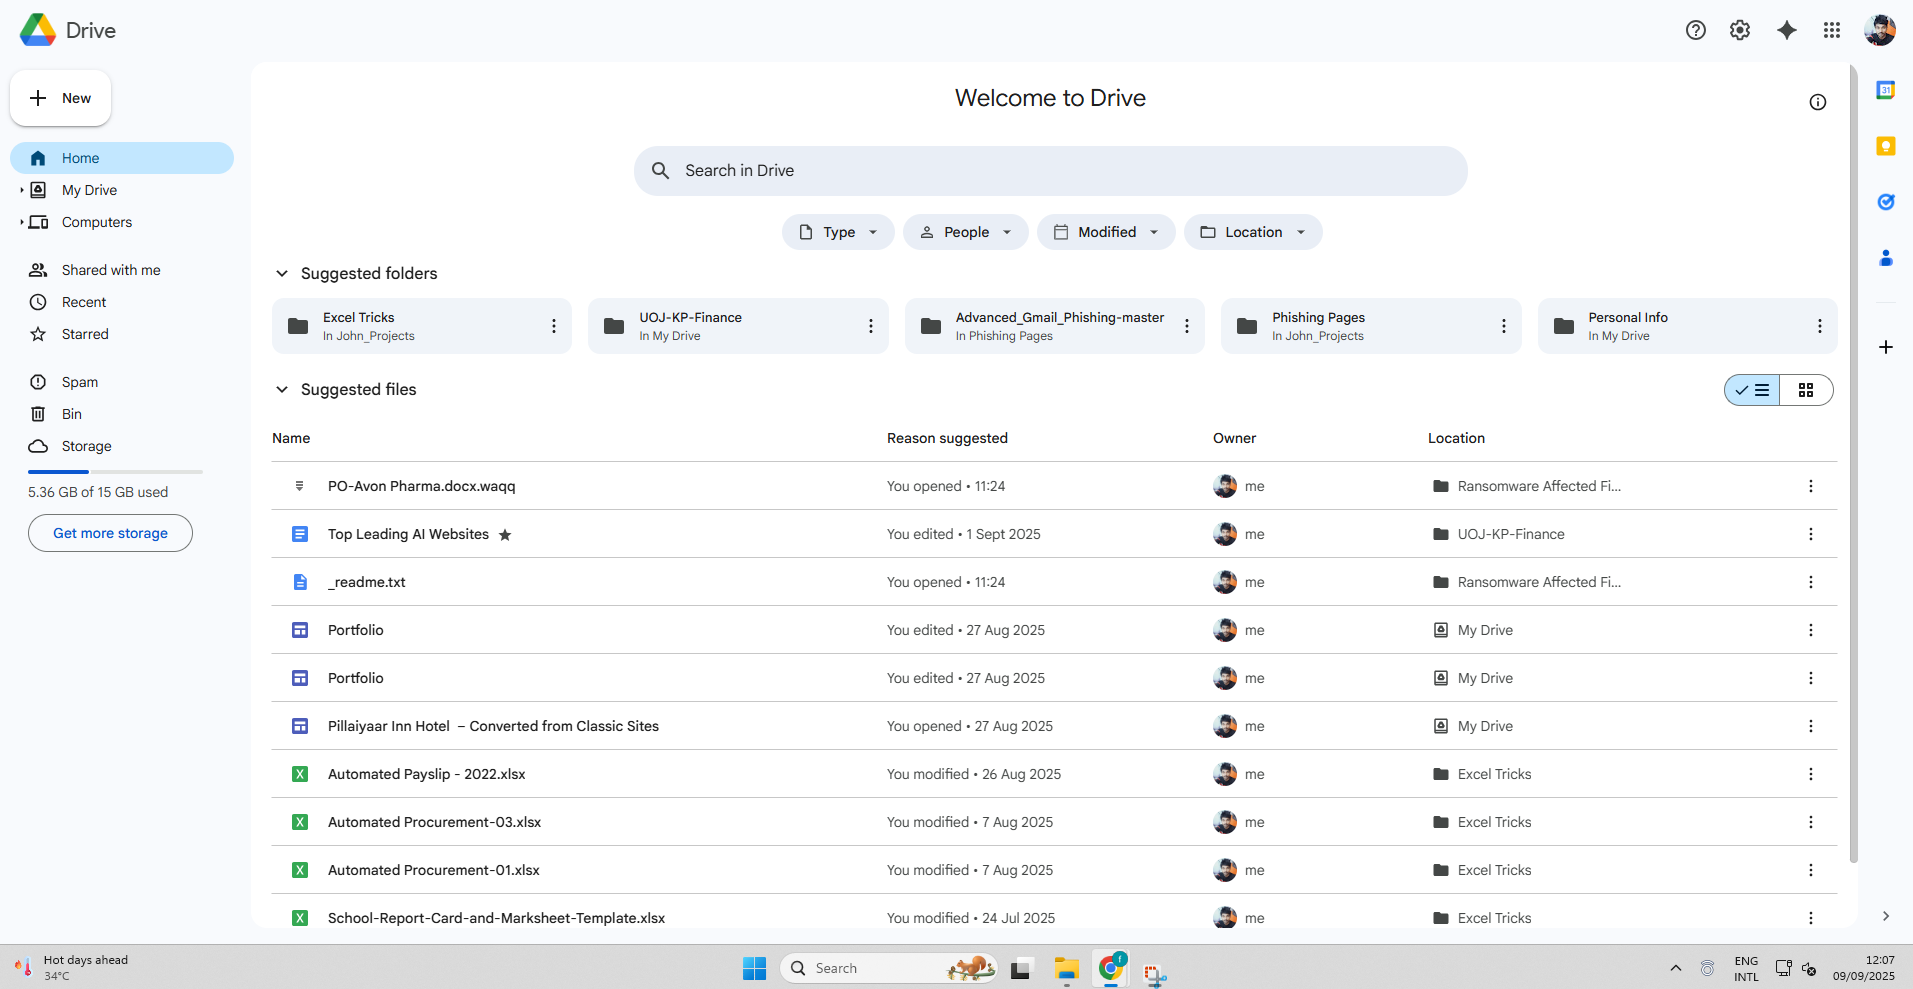 Drive
New
Home
My Drive
Computers
Shared with me
Recent
Starred
Spam
Bin
Storage
5.36 GB of 15 GB used
Get more storage
Welcome to Drive
Search in Drive
Type People Modified Location
Suggested folders
Excel Tricks
In John_Projects
UOJ-KP-Finance
In My Drive
Advanced_Gmail_Phishing-master
In Phishing Pages
Phishing Pages
In John_Projects
Personal Info
In My Drive
Suggested files
Name Reason suggested Owner Location
PO-Avon Pharma.docx.waqq You opened • 11:24 me Ransomware Affected Fi...
Top Leading AI Websites You edited • 1 Sept 2025 me UOJ-KP-Finance
_readme.txt You opened • 11:24 me Ransomware Affected Fi...
Portfolio You edited • 27 Aug 2025 me My Drive
Portfolio You edited • 27 Aug 2025 me My Drive
Pillaiyaar Inn Hotel – Converted from Classic Sites You opened • 27 Aug 2025 me My Drive
Automated Payslip - 2022.xlsx You modified • 26 Aug 2025 me Excel Tricks
Automated Procurement-03.xlsx You modified • 7 Aug 2025 me Excel Tricks
Automated Procurement-01.xlsx You modified • 7 Aug 2025 me Excel Tricks
School-Report-Card-and-Marksheet-Template.xlsx You modified • 24 Jul 2025 me Excel Tricks
31
Hot days ahead
34°C
Search
ENG
INTL
12:07
09/09/2025